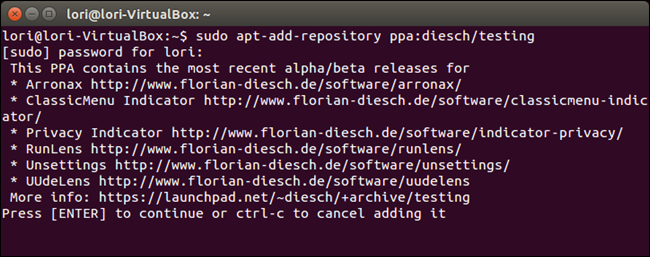 lori@lori-VirtualBox: ~
lori@lori-VirtualBox:~$ sudo apt-add-repository ppa:diesch/testing
[sudo] password for lori:
 This PPA contains the most recent alpha/beta releases for
 * Arronax http://www.florian-diesch.de/software/arronax/
 * ClassicMenu Indicator http://www.florian-diesch.de/software/classicmenu-indic
ator/
 * Privacy Indicator http://www.florian-diesch.de/software/indicator-privacy/
 * RunLens http://www.florian-diesch.de/software/runlens/
 * Unsettings http://www.florian-diesch.de/software/unsettings/
 * UUdeLens http://www.florian-diesch.de/software/uudelens
 More info: https://launchpad.net/~diesch/+archive/testing
Press [ENTER] to continue or ctrl-c to cancel adding it